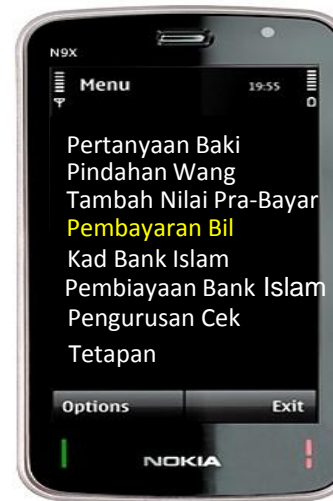 N9X
Menu 19:55
Pertanyaan Baki
Pindahan Wang
Tambah Nilai Pra-Bayar
Pembayaran Bil
Kad Bank Islam
Pembiayaan Bank Islam
Pengurusan Cek
Tetapan
Options Exit
NOKIA